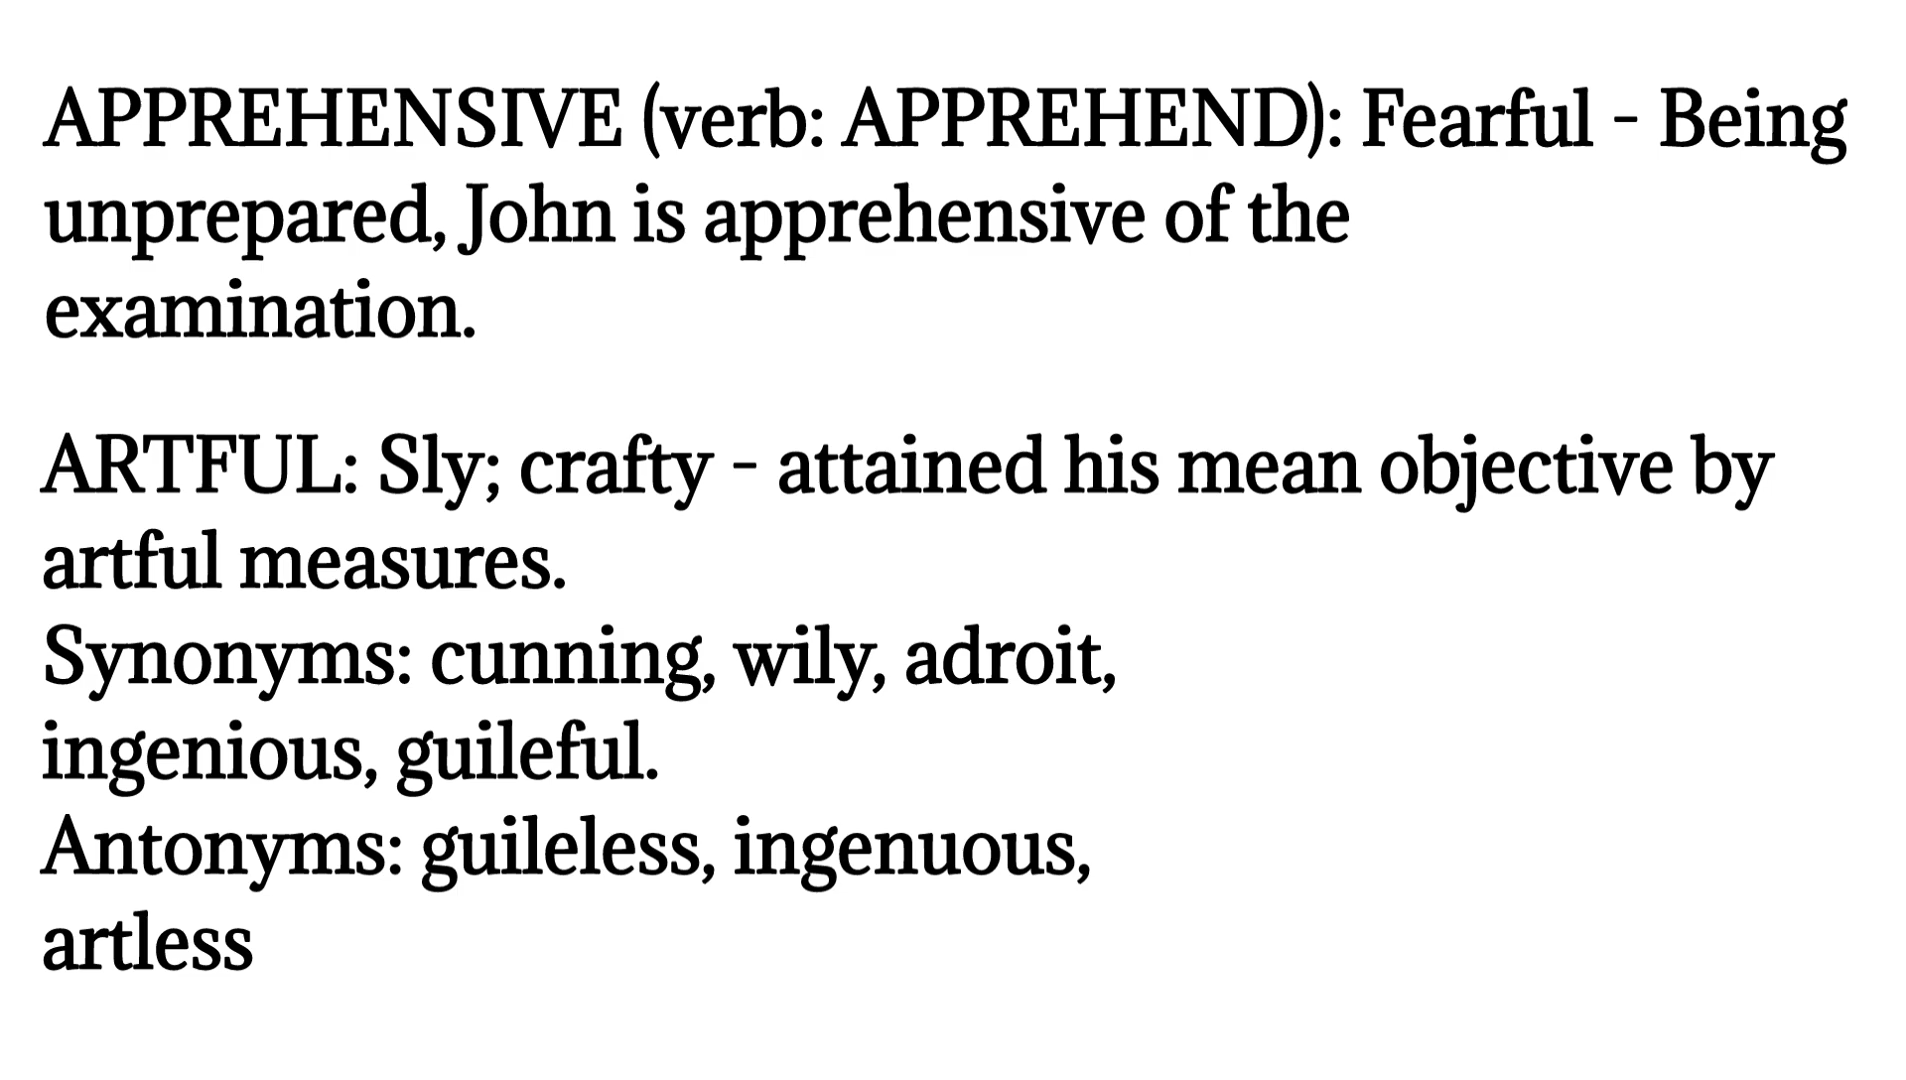 APPREHENSIVE (verb: APPREHEND): Fearful - Being
unprepared, John is apprehensive of the
examination.
ARTFUL: Sly; crafty - attained his mean objective by
artful measures.
Synonyms: cunning, wily, adroit,
ingenious, guileful.
Antonyms: guileless, ingenuous,
artless